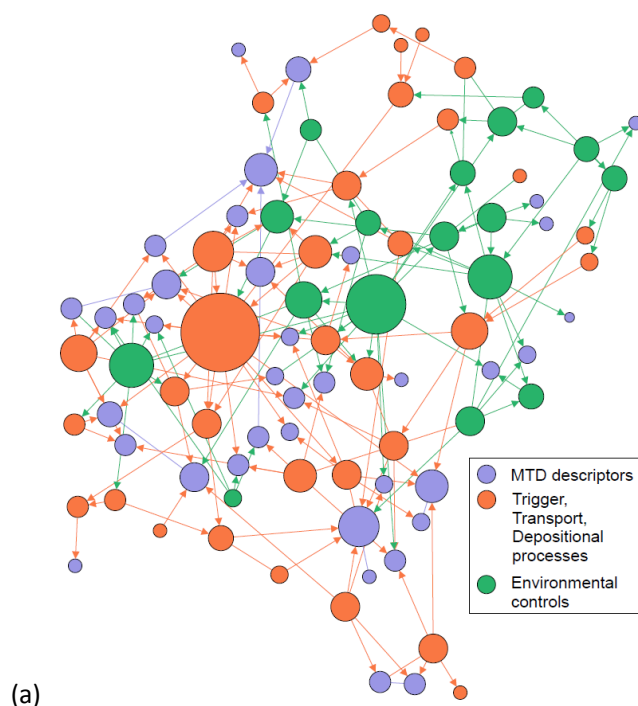 MTD descriptors
Trigger,
Transport,
Depositional
processes
Environmental
controls
(a)